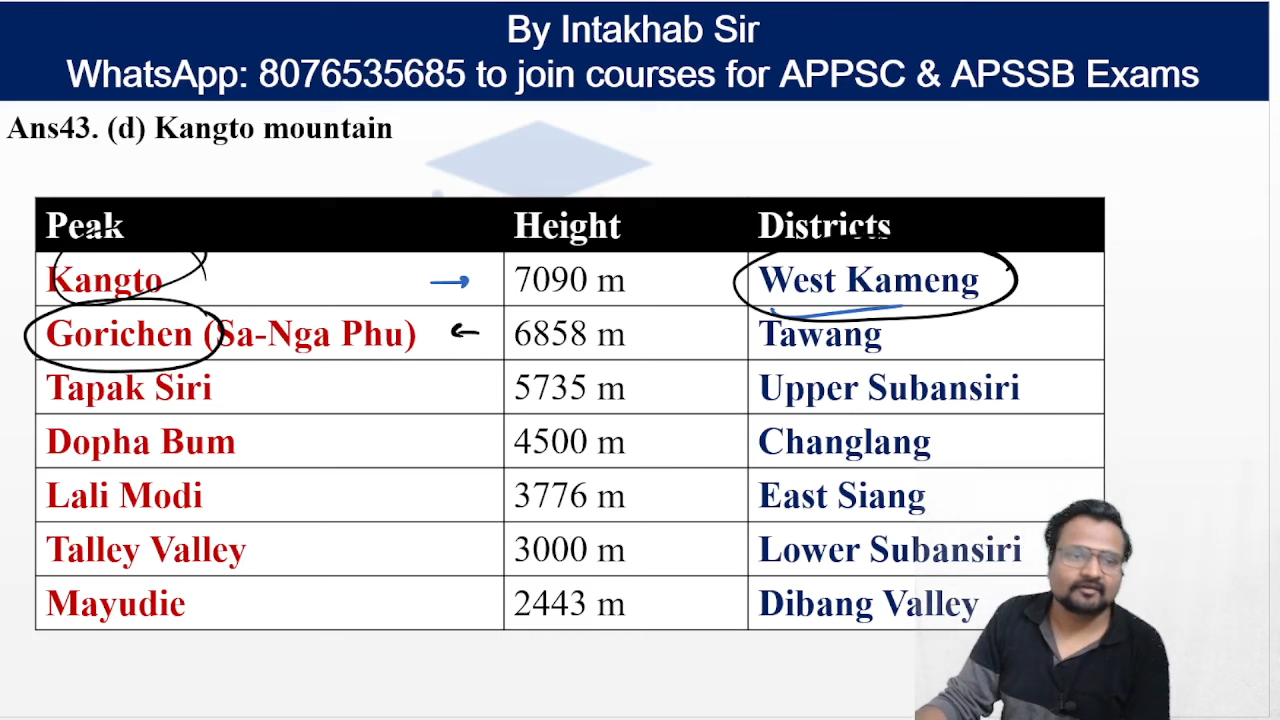 By Intakhab Sir
WhatsApp: 8076535685 to join courses for APPSC & APSSB Exams
Ans43. (d) Kangto mountain
Peak Height Districts
Kangto 7090 m West Kameng
Gorichen (Sa-Nga Phu) 6858 m Tawang
Tapak Siri 5735 m Upper Subansiri
Dopha Bum 4500 m Changlang
Lali Modi 3776 m East Siang
Talley Valley 3000 m Lower Subansiri
Mayudie 2443 m Dibang Valley